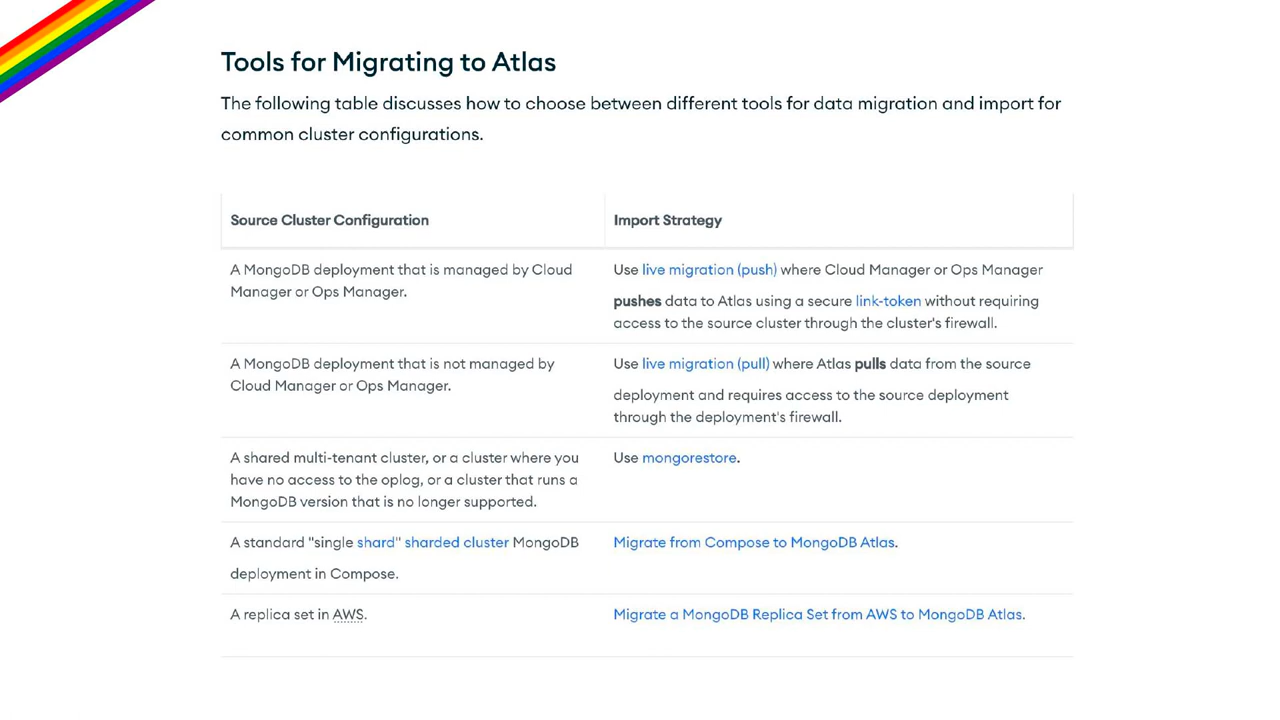 Tools for Migrating to Atlas
The following table discusses how to choose between different tools for data migration and import for
common cluster configurations.
Source Cluster Configuration
Import Strategy
A MongoDB deployment that is managed by Cloud
Manager or Ops Manager.
Use live migration (push) where Cloud Manager or Ops Manager
pushes data to Atlas using a secure link-token without requiring
access to the source cluster through the cluster's firewall.
A MongoDB deployment that is not managed by
Cloud Manager or Ops Manager.
Use live migration (pull) where Atlas pulls data from the source
deployment and requires access to the source deployment
through the deployment's firewall.
A shared multi-tenant cluster, or a cluster where you
have no access to the oplog, or a cluster that runs a
MongoDB version that is no longer supported.
Use mongorestore.
A standard "single shard" sharded cluster MongoDB
deployment in Compose.
Migrate from Compose to MongoDB Atlas.
A replica set in AWS.
Migrate a MongoDB Replica Set from AWS to MongoDB Atlas.